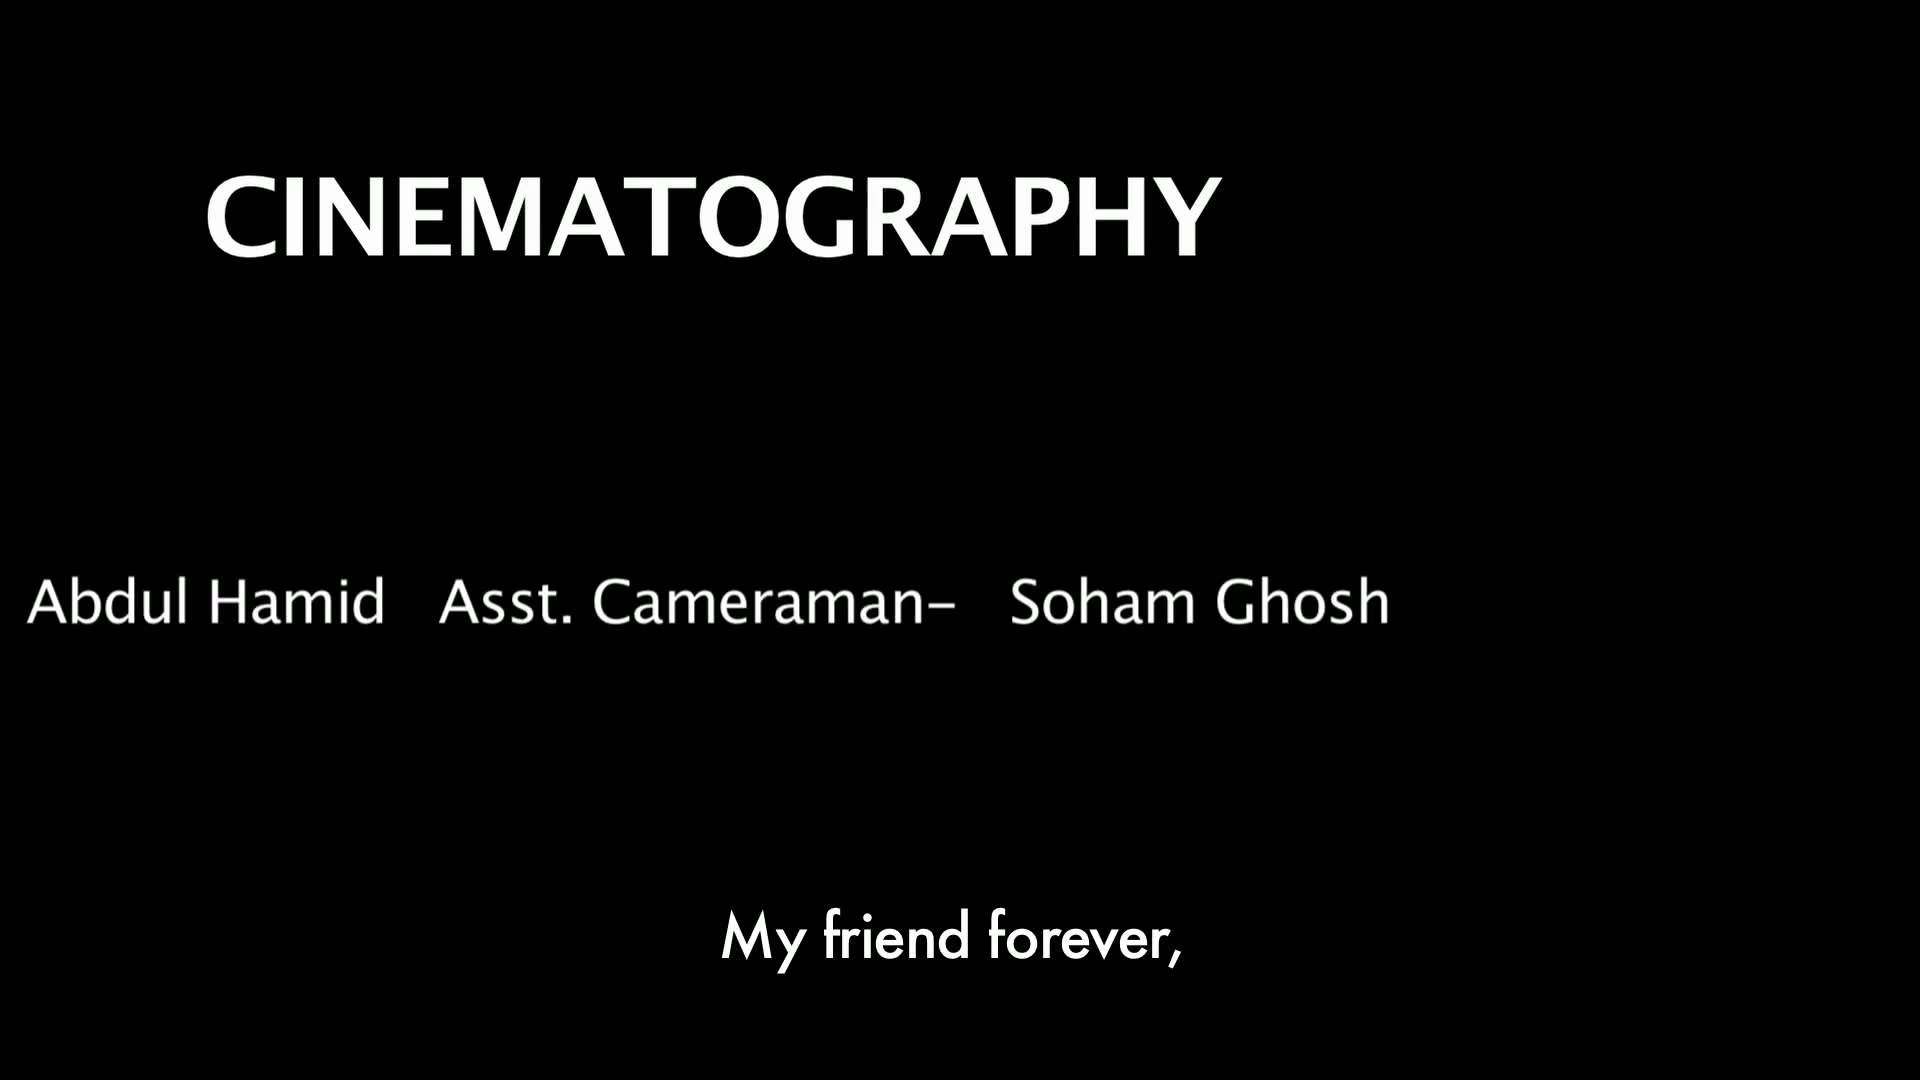 CINEMATOGRAPHY
Abdul Hamid Asst. Cameraman– Soham Ghosh
My friend forever,